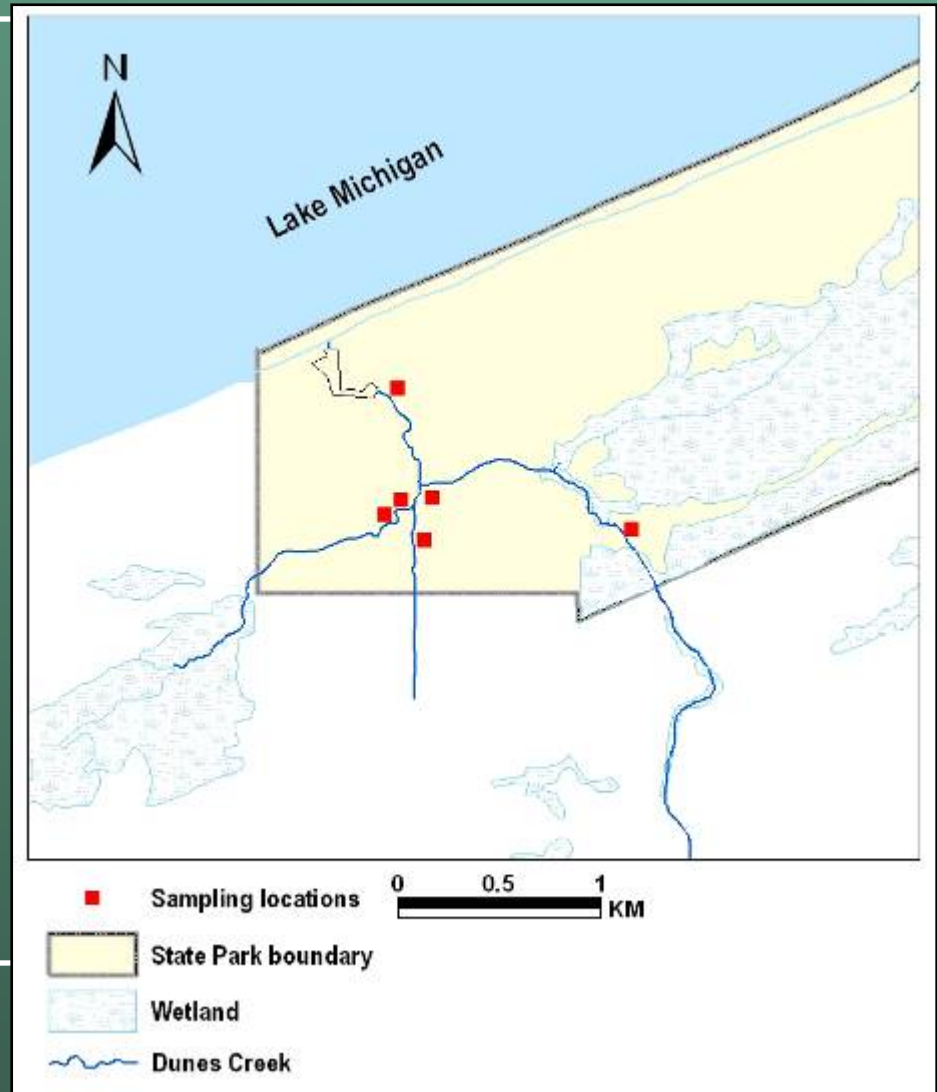 N
Lake Michigan
Sampling locations
0 0.5 1
KM
State Park boundary
Wetland
Dunes Creek